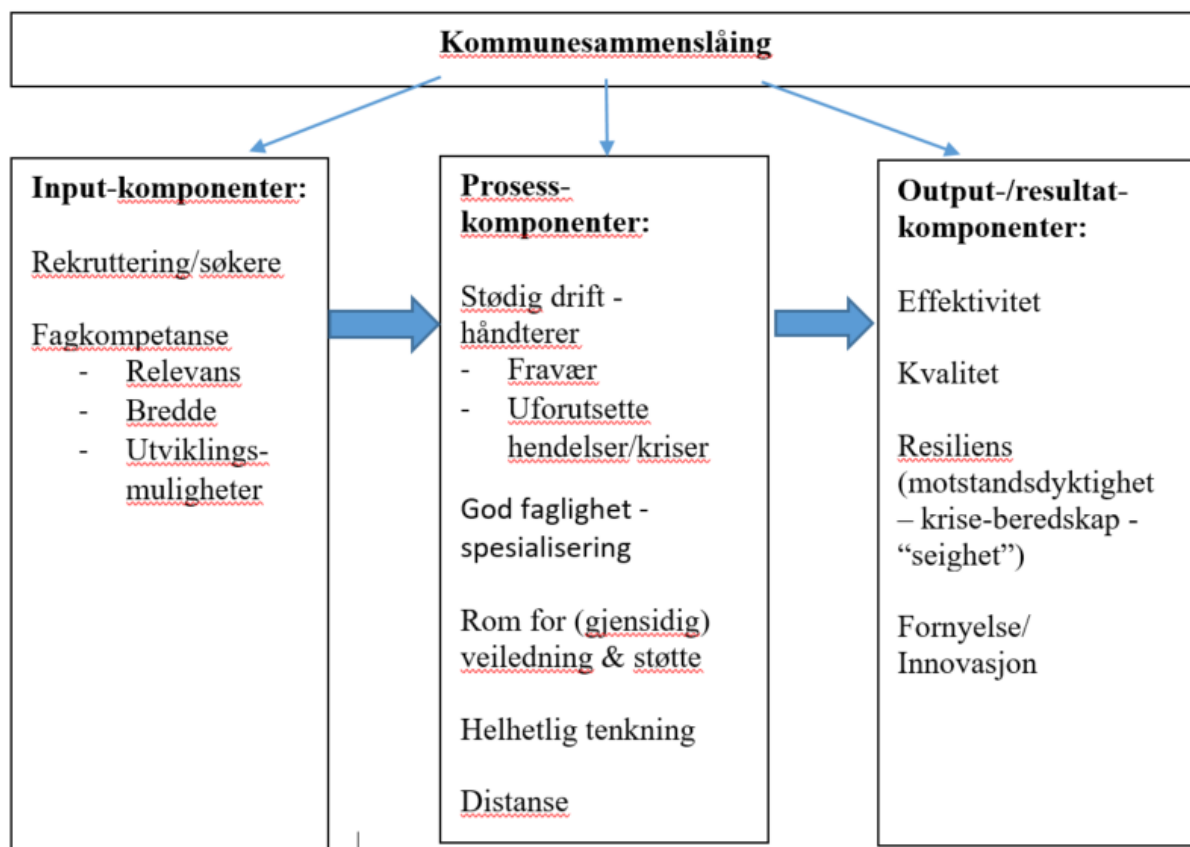 Kommunesammenslåing
Input-komponenter:
Rekruttering/søkere
Fagkompetanse
- Relevans
- Bredde
- Utviklings-
muligheter
Prosess-
komponenter:
Stødig drift -
håndterer
- Fravær
- Uforutsette
hendelser/kriser
God faglighet -
spesialisering
Rom for (gjensidig)
veiledning & støtte
Helhetlig tenkning
Distanse
Output-/resultat-
komponenter:
Effektivitet
Kvalitet
Resiliens
(motstandsdyktighet
– krise-beredskap -
“seighet”)
Fornyelse/
Innovasjon